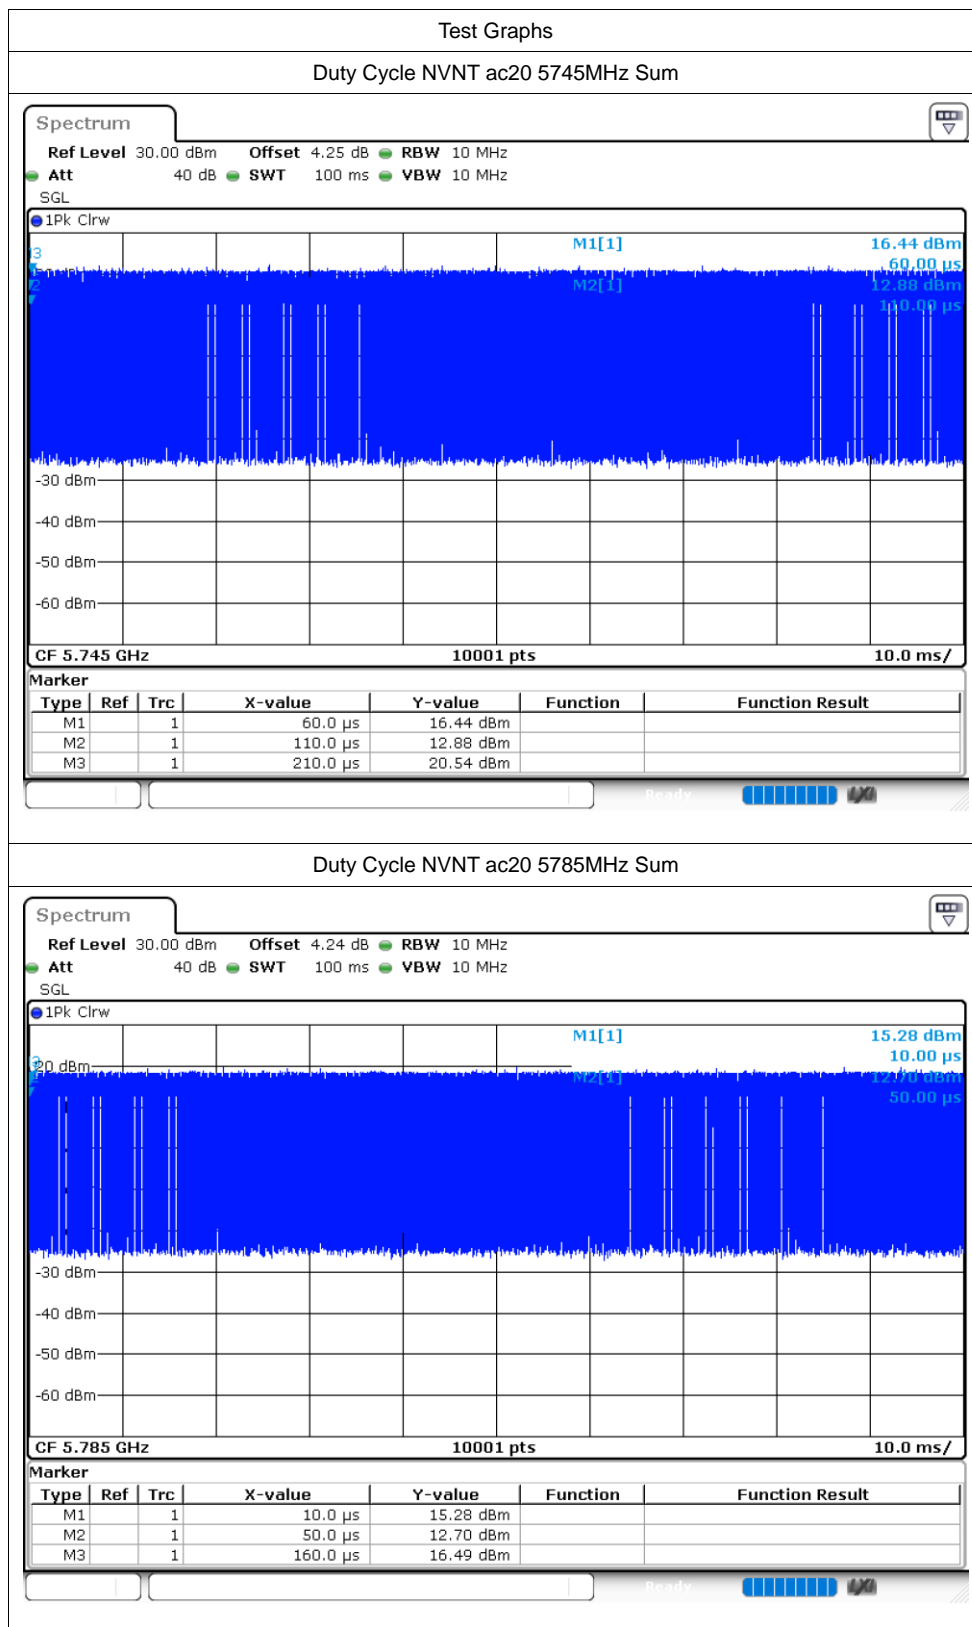 Test Graphs
Duty Cycle NVNT ac20 5745MHz Sum
Spectrum
Ref Level 30.00 dBm Offset 4.25 dB RBW 10 MHz
Att 40 dB SWT 100 ms VBW 10 MHz
SGL
1Pk Clrw
M1[1] 16.44 dBm
60.00 µs
M2[1] 12.88 dBm
110.00 µs
-30 dBm
-40 dBm
-50 dBm
-60 dBm
CF 5.745 GHz 10001 pts 10.0 ms/
Marker
Type Ref Trc X-value Y-value Function Function Result
M1 1 60.0 µs 16.44 dBm
M2 1 110.0 µs 12.88 dBm
M3 1 210.0 µs 20.54 dBm
Ready
Duty Cycle NVNT ac20 5785MHz Sum
Spectrum
Ref Level 30.00 dBm Offset 4.24 dB RBW 10 MHz
Att 40 dB SWT 100 ms VBW 10 MHz
SGL
1Pk Clrw
M1[1] 15.28 dBm
10.00 µs
20 dBm
M2[1] 12.70 dBm
50.00 µs
-30 dBm
-40 dBm
-50 dBm
-60 dBm
CF 5.785 GHz 10001 pts 10.0 ms/
Marker
Type Ref Trc X-value Y-value Function Function Result
M1 1 10.0 µs 15.28 dBm
M2 1 50.0 µs 12.70 dBm
M3 1 160.0 µs 16.49 dBm
Ready